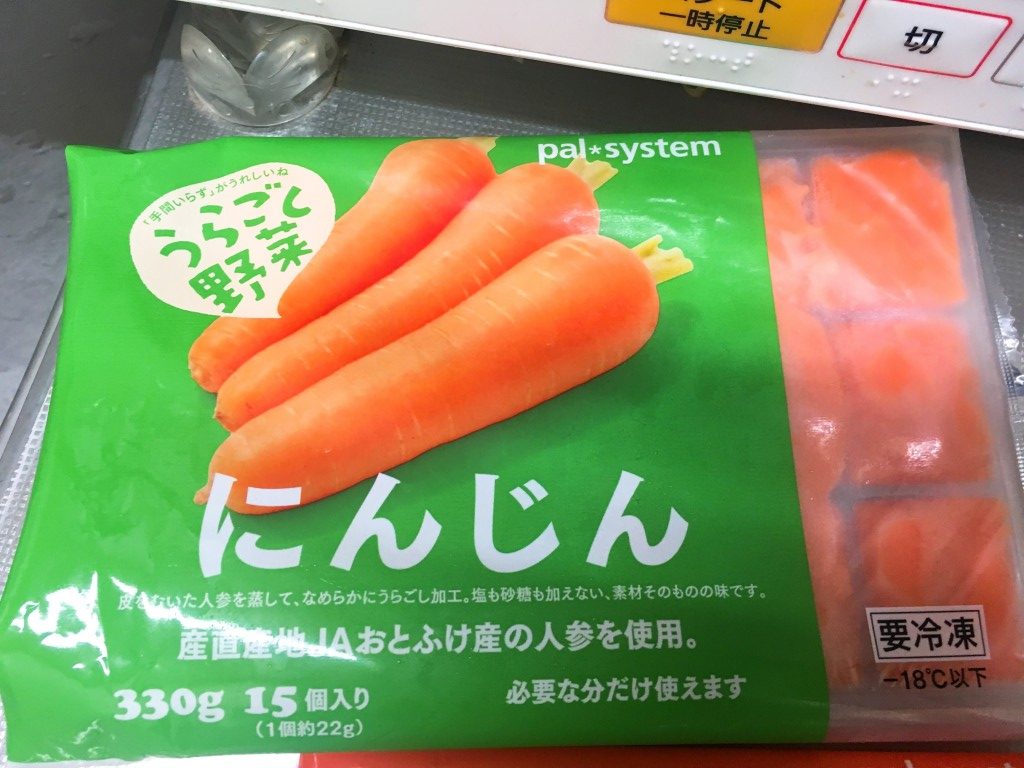 一時停止
切
pal*system
「手間いらず」がうれしいね
うらごし
野菜
にんじん
皮をむいた人参を蒸して、なめらかにうらごし加工。塩も砂糖も加えない、素材そのものの味です。
産直産地JAおとふけ産の人参を使用。
330g 15個入り
(1個約22g)
必要な分だけ使えます
要冷凍
-18℃以下